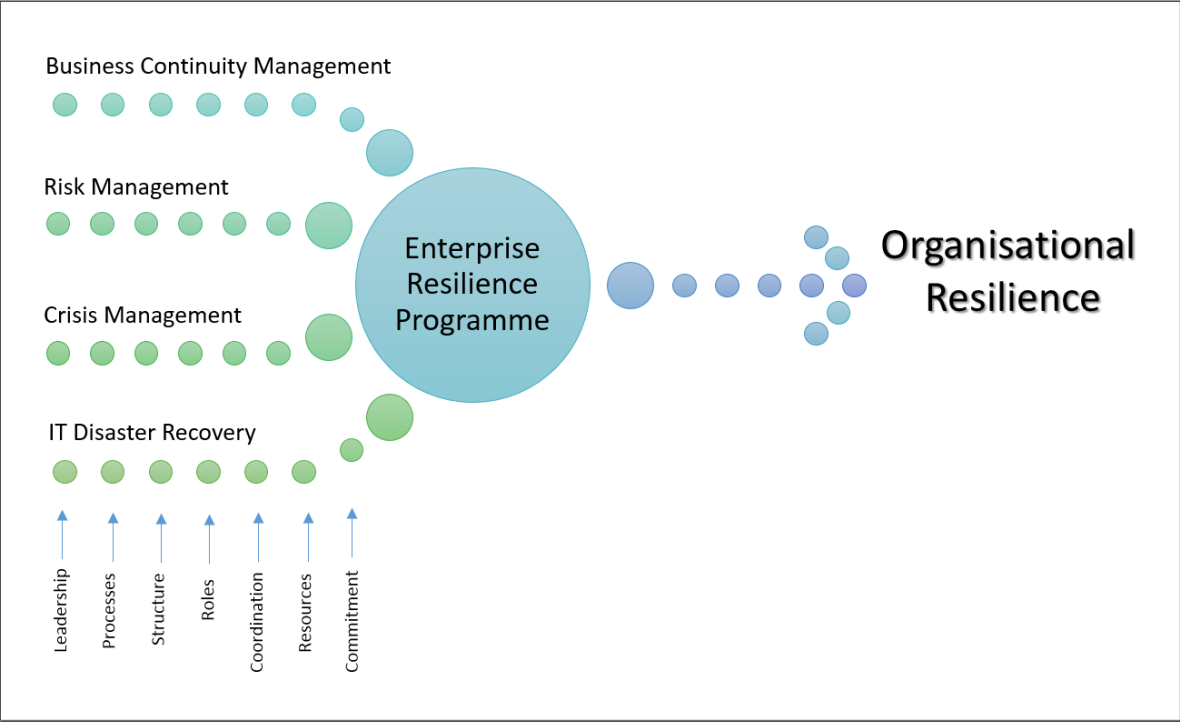 Business Continuity Management
Risk Management
Crisis Management
IT Disaster Recovery
Enterprise
Resilience
Programme
Organisational
Resilience
Leadership
Processes
Structure
Roles
Coordination
Resources
Commitment